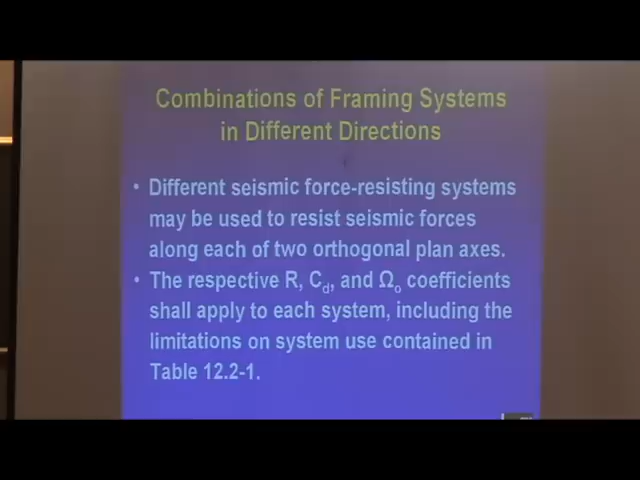 Combinations of Framing Systems
in Different Directions
• Different seismic force-resisting systems
may be used to resist seismic forces
along each of two orthogonal plan axes.
• The respective R, Cd, and Ωo coefficients
shall apply to each system, including the
limitations on system use contained in
Table 12.2-1.